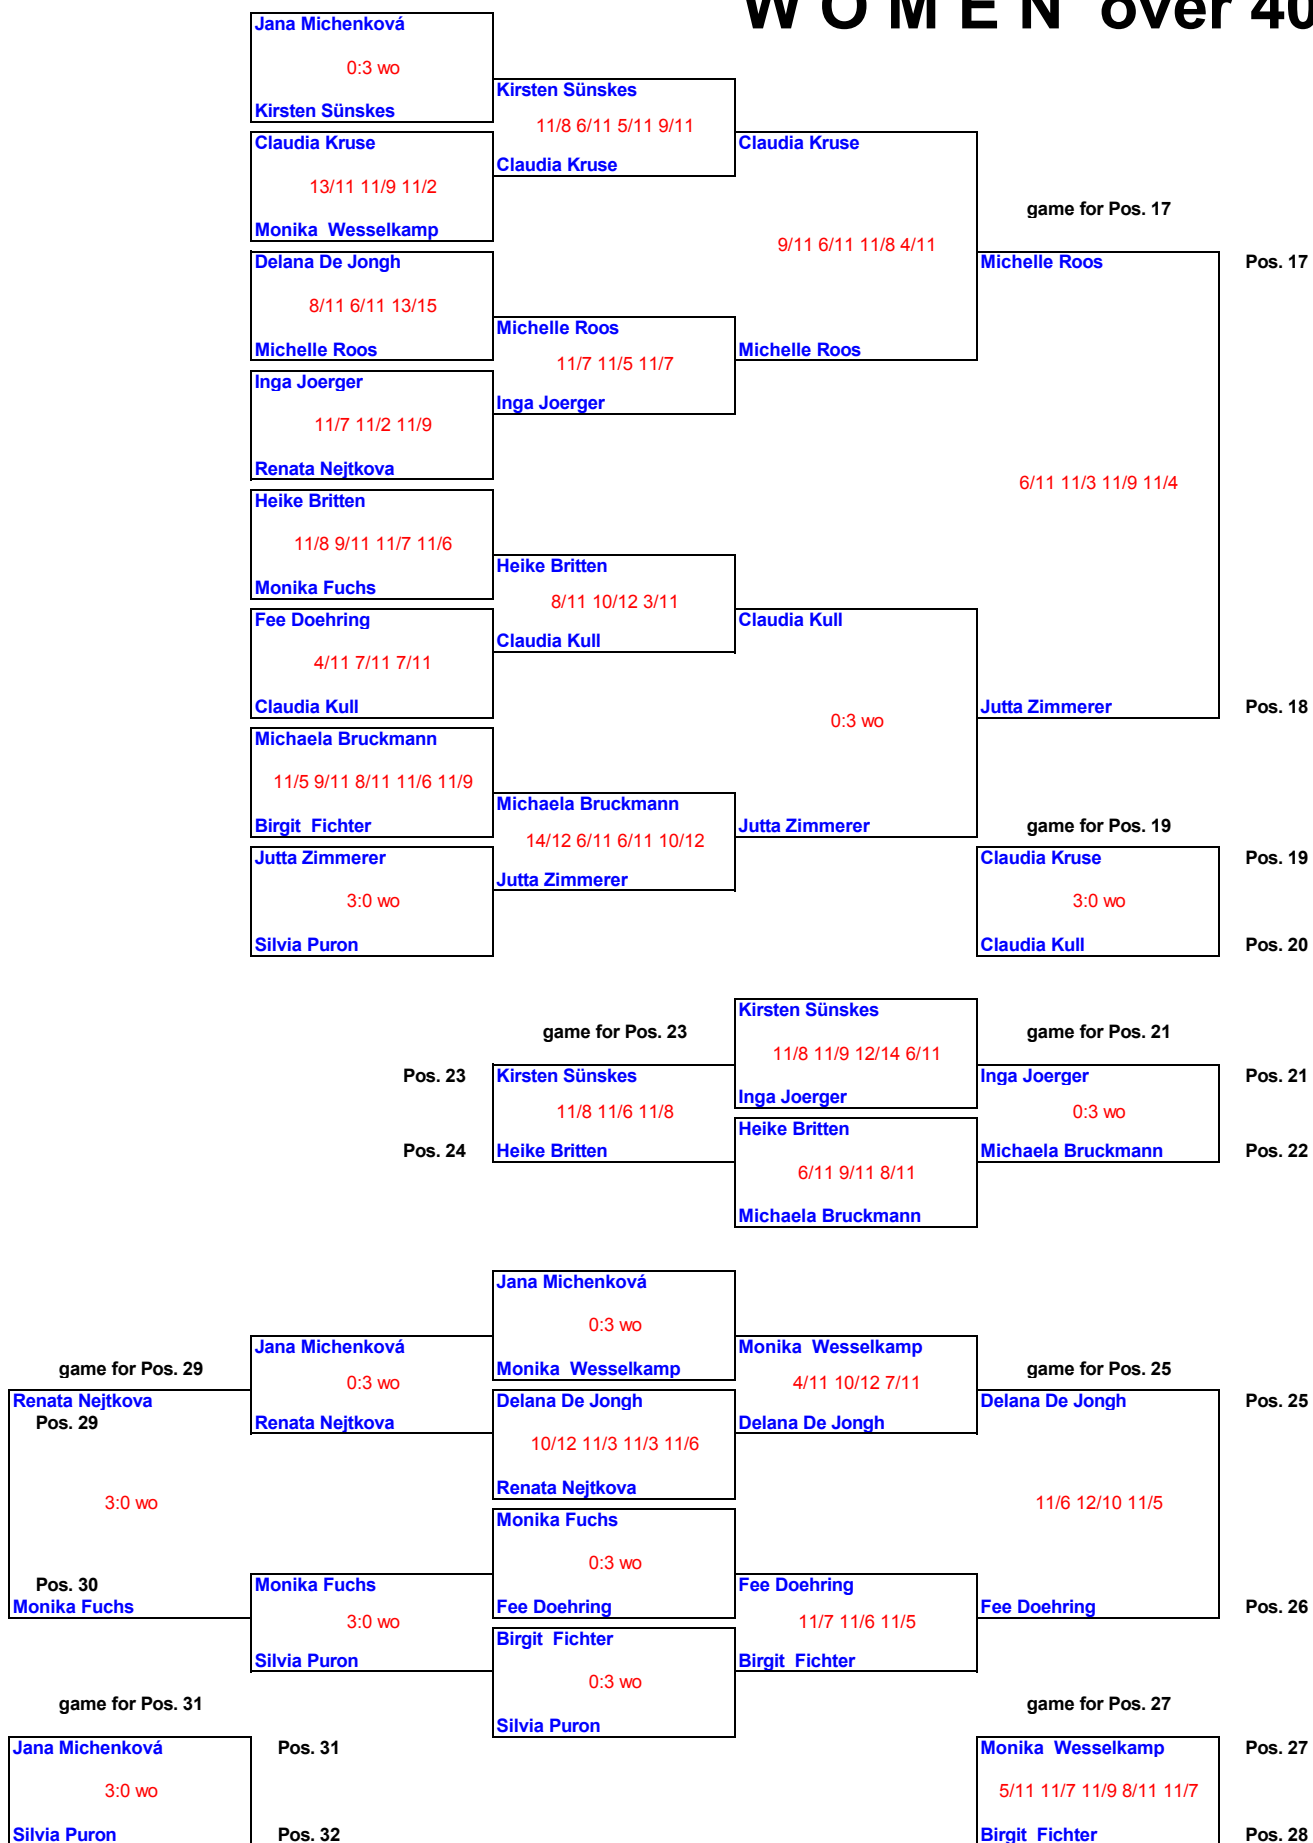 W O M E N over 40
Jana Michenková
0:3 wo
Kirsten Sünskes
Kirsten Sünskes
11/8 6/11 5/11 9/11
Claudia Kruse
Claudia Kruse
13/11 11/9 11/2
Monika Wesselkamp
Claudia Kruse
9/11 6/11 11/8 4/11
Michelle Roos
game for Pos. 17
Delana De Jongh
8/11 6/11 13/15
Michelle Roos
Michelle Roos
11/7 11/5 11/7
Inga Joerger
Inga Joerger
11/7 11/2 11/9
Renata Nejtkova
Michelle Roos
Pos. 17
6/11 11/3 11/9 11/4
Jutta Zimmerer
Pos. 18
Heike Britten
11/8 9/11 11/7 11/6
Monika Fuchs
Heike Britten
8/11 10/12 3/11
Claudia Kull
Fee Doehring
4/11 7/11 7/11
Claudia Kull
Claudia Kull
0:3 wo
Jutta Zimmerer
Michaela Bruckmann
11/5 9/11 8/11 11/6 11/9
Birgit Fichter
Michaela Bruckmann
14/12 6/11 6/11 10/12
Jutta Zimmerer
Jutta Zimmerer
3:0 wo
Silvia Puron
game for Pos. 19
Claudia Kruse
Pos. 19
3:0 wo
Claudia Kull
Pos. 20
game for Pos. 23
Kirsten Sünskes
11/8 11/9 12/14 6/11
Inga Joerger
game for Pos. 21
Pos. 23
Kirsten Sünskes
11/8 11/6 11/8
Pos. 24
Heike Britten
Heike Britten
6/11 9/11 8/11
Michaela Bruckmann
Inga Joerger
Pos. 21
0:3 wo
Michaela Bruckmann
Pos. 22
Jana Michenková
0:3 wo
Monika Wesselkamp
game for Pos. 29
Jana Michenková
0:3 wo
Renata Nejtkova
Monika Wesselkamp
4/11 10/12 7/11
Delana De Jongh
game for Pos. 25
Renata Nejtkova
Pos. 29
3:0 wo
Pos. 30
Monika Fuchs
Delana De Jongh
10/12 11/3 11/3 11/6
Renata Nejtkova
Delana De Jongh
Pos. 25
11/6 12/10 11/5
Fee Doehring
Pos. 26
Monika Fuchs
0:3 wo
Fee Doehring
Monika Fuchs
3:0 wo
Silvia Puron
Fee Doehring
11/7 11/6 11/5
Birgit Fichter
Birgit Fichter
0:3 wo
Silvia Puron
game for Pos. 31
Jana Michenková
Pos. 31
3:0 wo
Silvia Puron
Pos. 32
game for Pos. 27
Monika Wesselkamp
Pos. 27
5/11 11/7 11/9 8/11 11/7
Birgit Fichter
Pos. 28